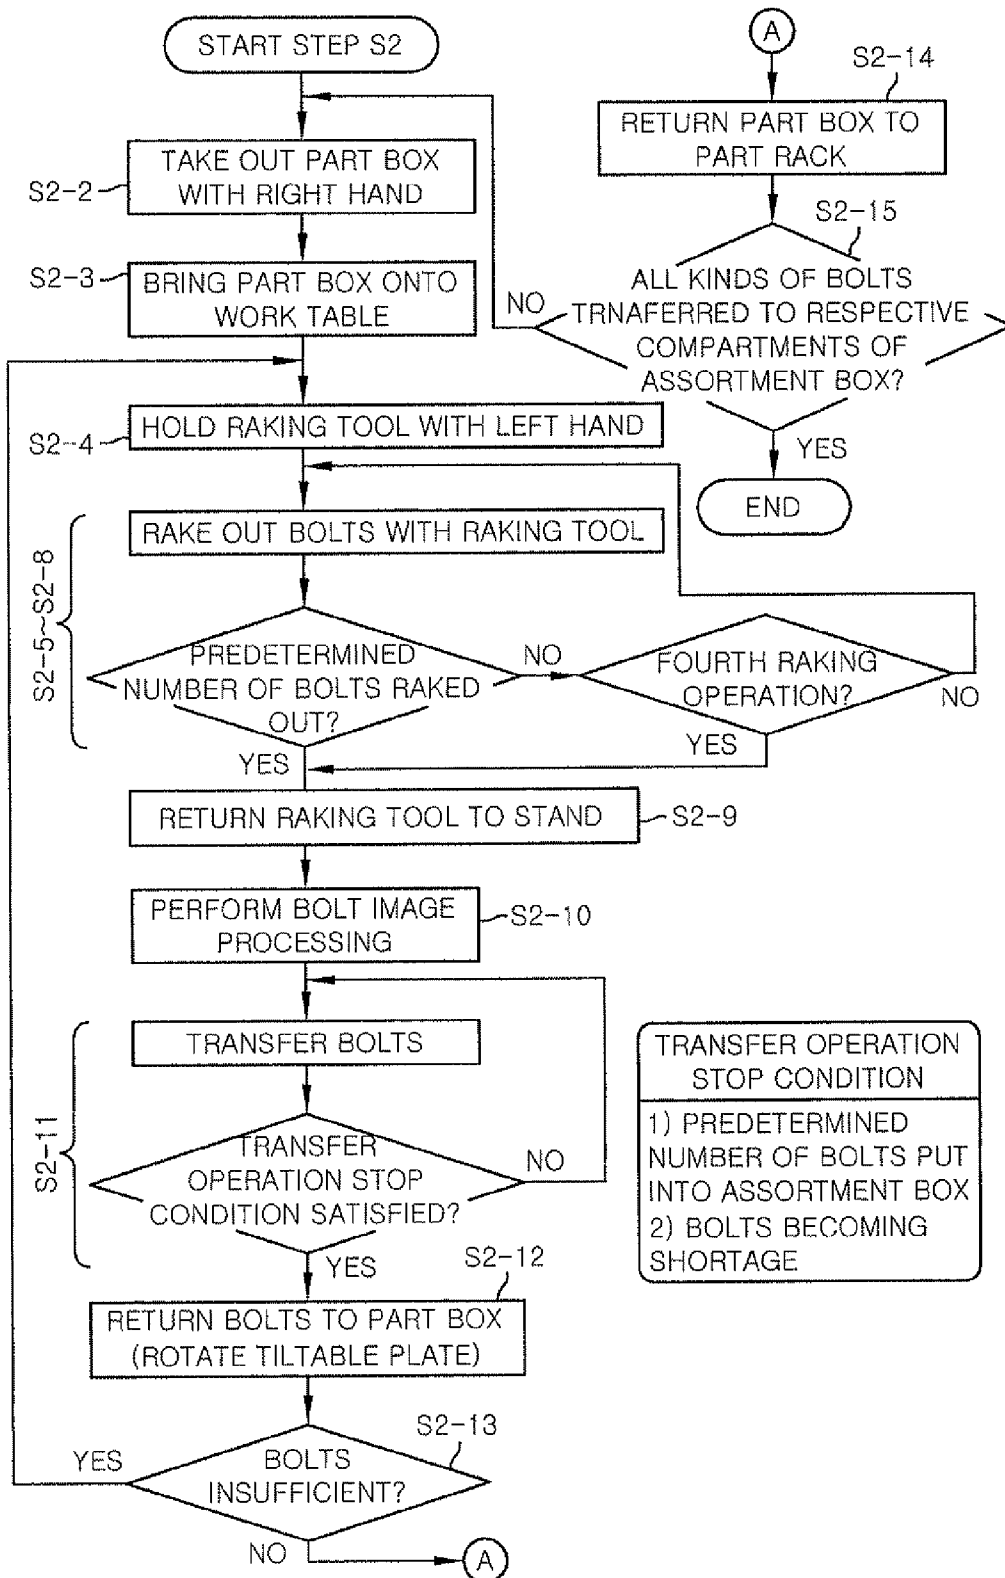 START STEP S2
S2-2
TAKE OUT PART BOX
WITH RIGHT HAND
S2-3
BRING PART BOX ONTO
WORK TABLE
S2-4
HOLD RAKING TOOL WITH LEFT HAND
S2-5~S2-8
RAKE OUT BOLTS WITH RAKING TOOL
PREDETERMINED
NUMBER OF BOLTS RAKED
OUT?
NO
YES
FOURTH RAKING
OPERATION?
NO
YES
RETURN RAKING TOOL TO STAND
S2-9
PERFORM BOLT IMAGE
PROCESSING
S2-10
S2-11
TRANSFER BOLTS
TRANSFER
OPERATION STOP
CONDITION SATISFIED?
NO
YES
S2-12
RETURN BOLTS TO PART BOX
(ROTATE TILTABLE PLATE)
S2-13
BOLTS
INSUFFICIENT?
YES
NO
A
A
S2-14
RETURN PART BOX TO
PART RACK
S2-15
ALL KINDS OF BOLTS
TRNAFERRED TO RESPECTIVE
COMPARTMENTS OF
ASSORTMENT BOX?
NO
YES
END
TRANSFER OPERATION
STOP CONDITION
1) PREDETERMINED
NUMBER OF BOLTS PUT
INTO ASSORTMENT BOX
2) BOLTS BECOMING
SHORTAGE